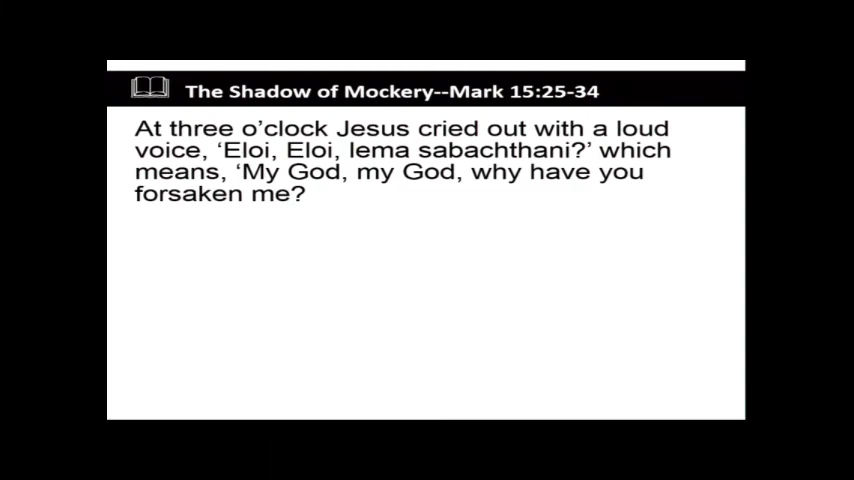 The Shadow of Mockery--Mark 15:25-34
At three o’clock Jesus cried out with a loud
voice, ‘Eloi, Eloi, lema sabachthani?’ which
means, ‘My God, my God, why have you
forsaken me?